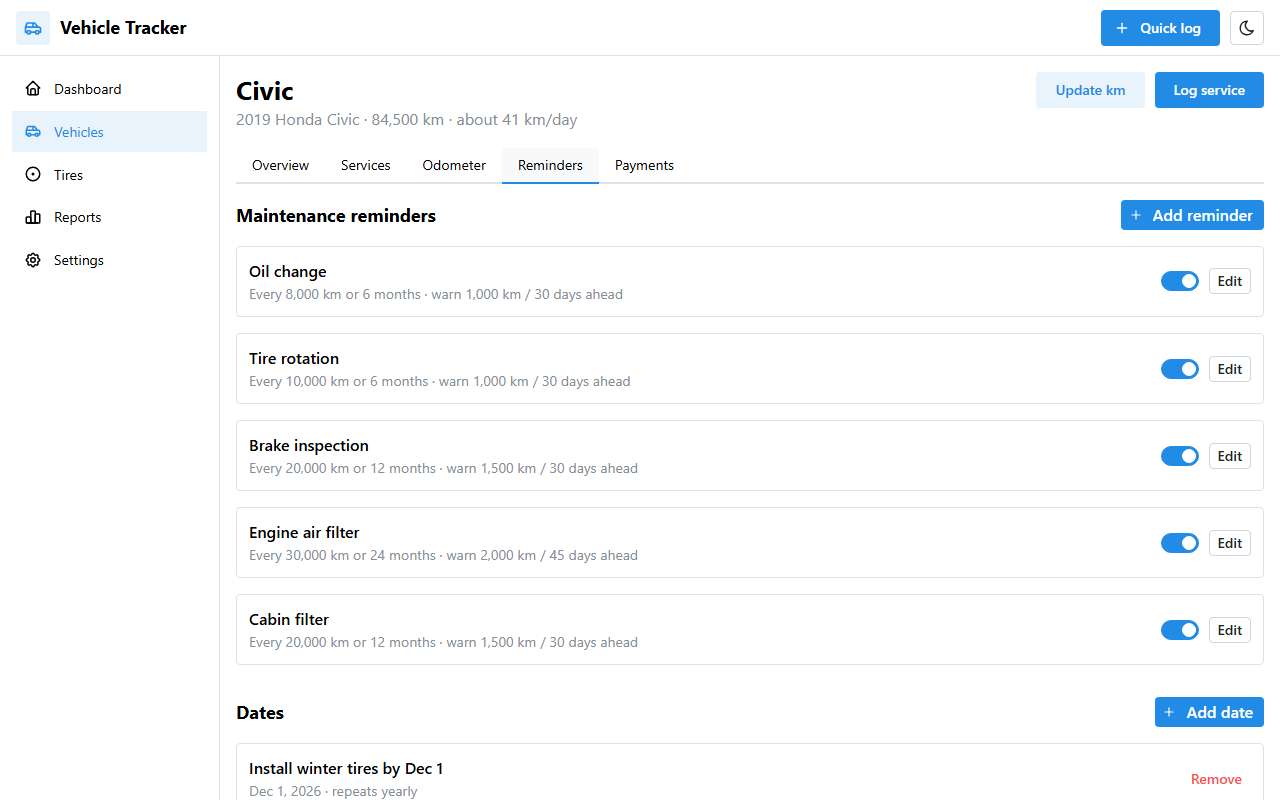 Vehicle Tracker
Quick log
Dashboard
Vehicles
Tires
Reports
Settings
Civic
2019 Honda Civic · 84,500 km · about 41 km/day
Update km
Log service
Overview
Services
Odometer
Reminders
Payments
Maintenance reminders
Add reminder
Oil change
Every 8,000 km or 6 months · warn 1,000 km / 30 days ahead
Edit
Tire rotation
Every 10,000 km or 6 months · warn 1,000 km / 30 days ahead
Edit
Brake inspection
Every 20,000 km or 12 months · warn 1,500 km / 30 days ahead
Edit
Engine air filter
Every 30,000 km or 24 months · warn 2,000 km / 45 days ahead
Edit
Cabin filter
Every 20,000 km or 12 months · warn 1,500 km / 30 days ahead
Edit
Dates
Add date
Install winter tires by Dec 1
Dec 1, 2026 · repeats yearly
Remove